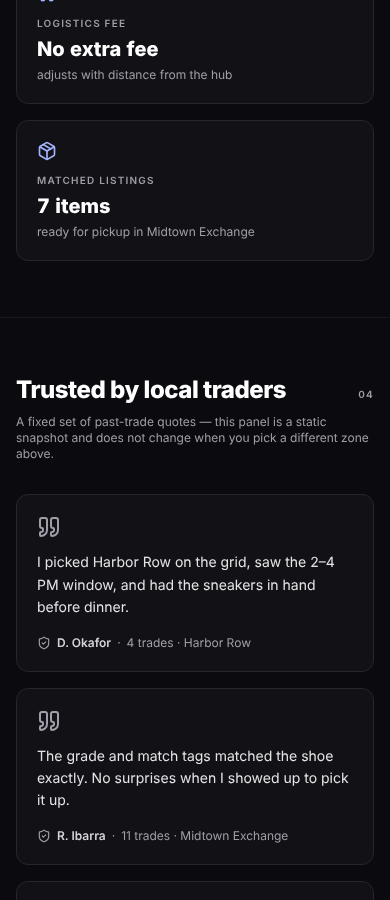 LOGISTICS FEE
No extra fee
adjusts with distance from the hub
MATCHED LISTINGS
7 items
ready for pickup in Midtown Exchange
Trusted by local traders
04
A fixed set of past-trade quotes — this panel is a static
snapshot and does not change when you pick a different zone
above.
I picked Harbor Row on the grid, saw the 2–4
PM window, and had the sneakers in hand
before dinner.
D. Okafor · 4 trades · Harbor Row
The grade and match tags matched the shoe
exactly. No surprises when I showed up to pick
it up.
R. Ibarra · 11 trades · Midtown Exchange